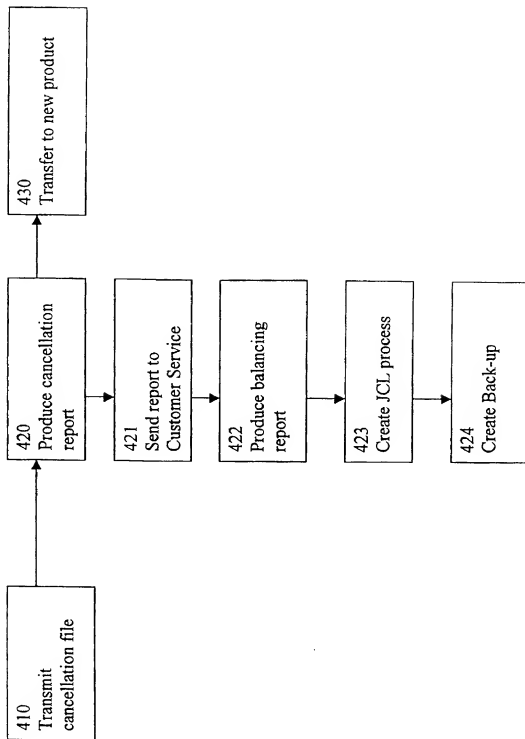 410
Transmit
cancellation file
420
Produce cancellation
report
430
Transfer to new product
421
Send report to
Customer Service
422
Produce balancing
report
423
Create JCL process
424
Create Back-up